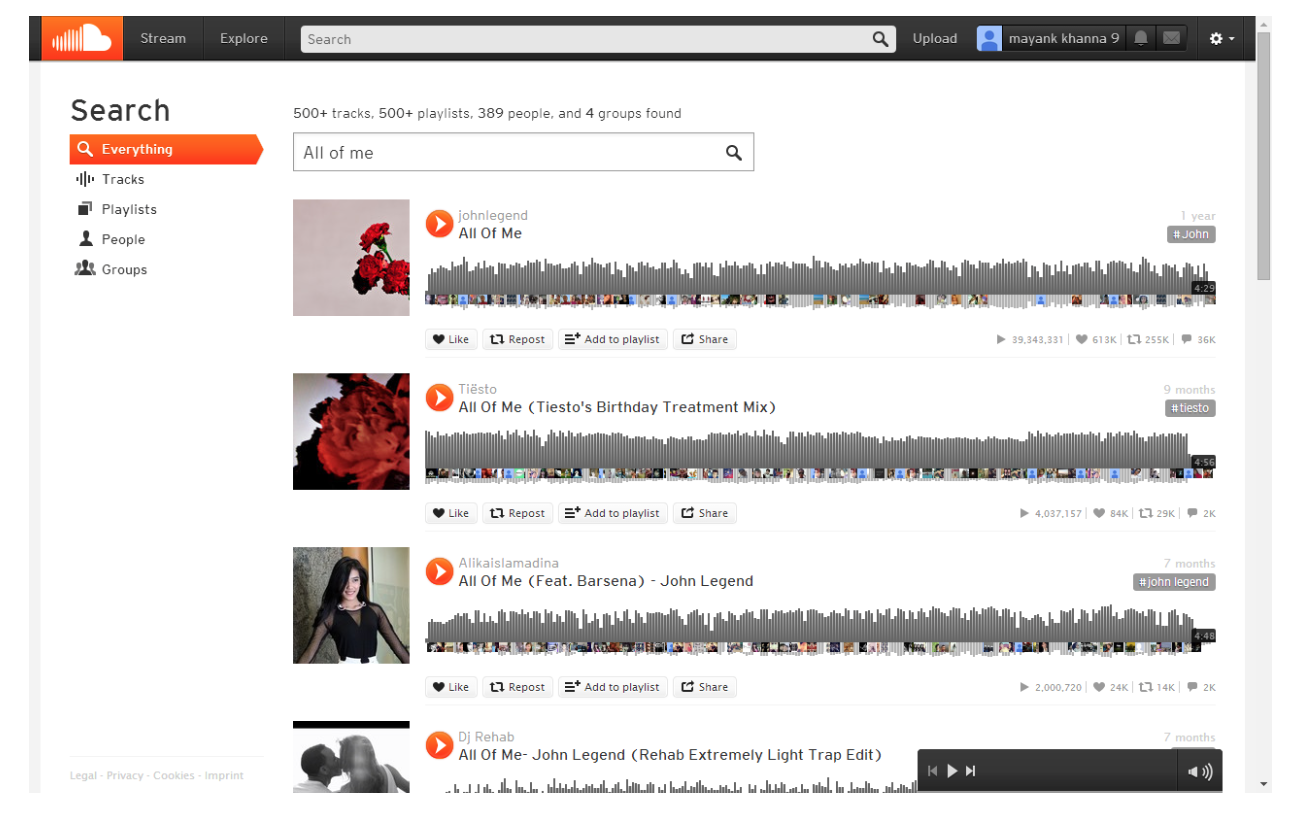 Stream Explore Search Upload mayank khanna 9
Search
500+ tracks, 500+ playlists, 389 people, and 4 groups found
Everything
All of me
Tracks
Playlists
People
Groups
johnlegend 1 year
All Of Me #John
4:29
Like Repost Add to playlist Share 39,343,331 613K 255K 36K
Tiësto 9 months
All Of Me (Tiesto's Birthday Treatment Mix) #tiesto
4:56
Like Repost Add to playlist Share 4,037,157 84K 29K 2K
Alikaislamadina 7 months
All Of Me (Feat. Barsena) - John Legend #john legend
4:48
Like Repost Add to playlist Share 2,000,720 24K 14K 2K
Dj Rehab 7 months
All Of Me- John Legend (Rehab Extremely Light Trap Edit)
Legal - Privacy - Cookies - Imprint